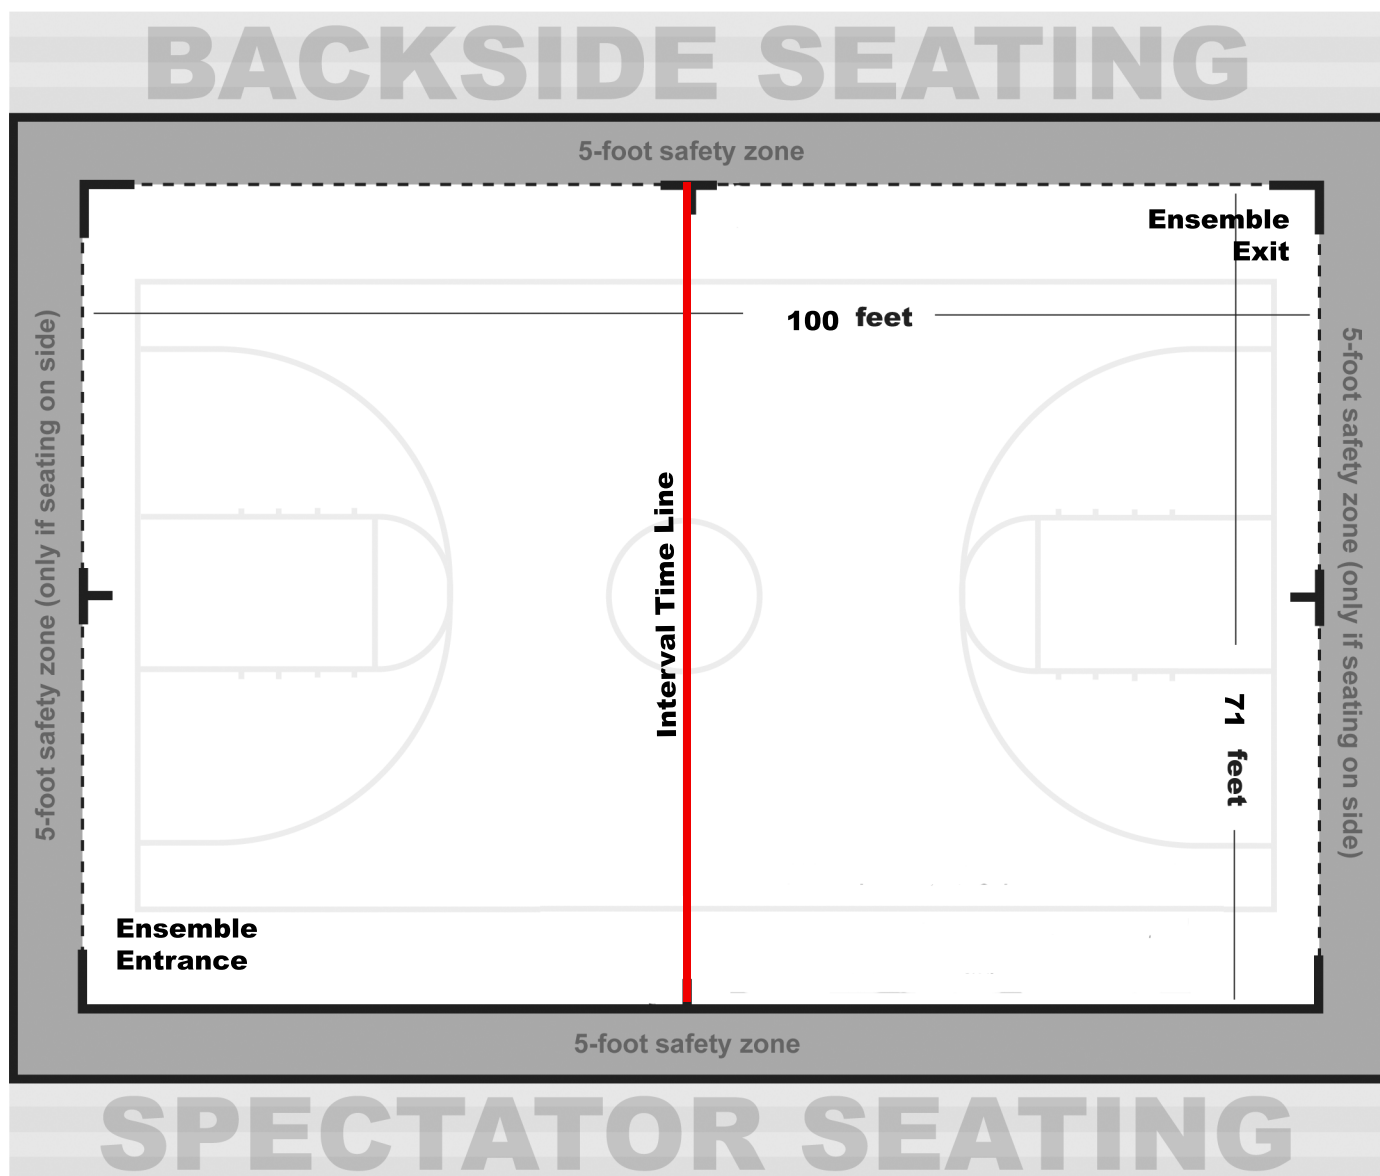 BACKSIDE SEATING
5-foot safety zone
Ensemble
Exit
100 feet
5-foot safety zone (only if seating on side)
Interval Time Line
5-foot safety zone (only if seating on side)
71 feet
Ensemble
Entrance
5-foot safety zone
SPECTATOR SEATING